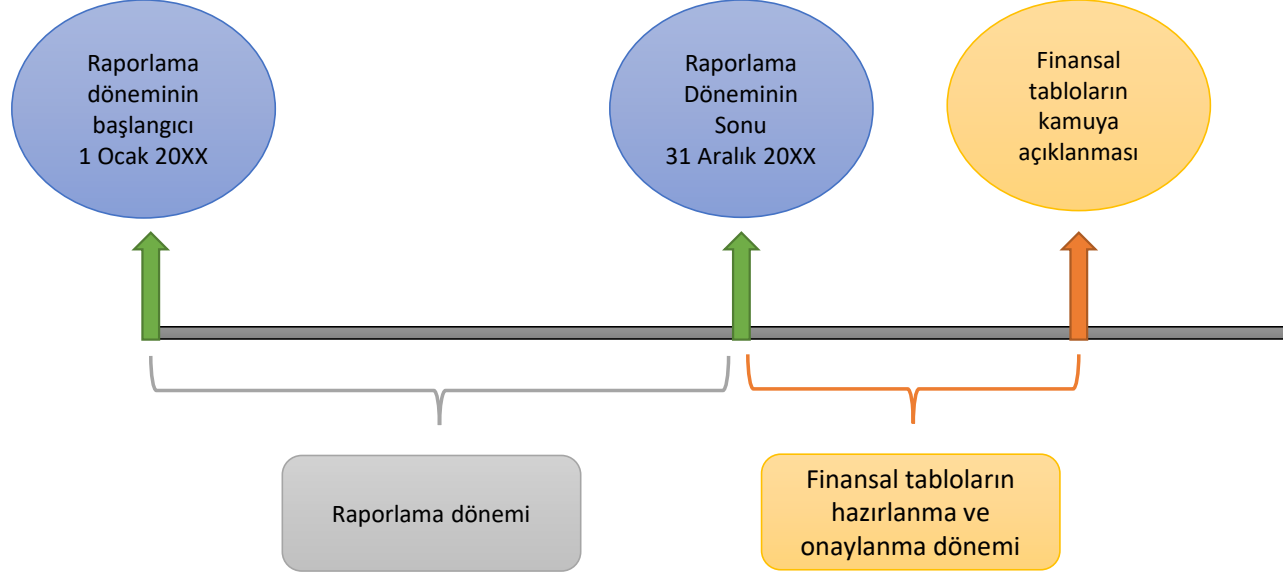 Raporlama
döneminin
başlangıcı
1 Ocak 20XX
Raporlama
Döneminin
Sonu
31 Aralık 20XX
Finansal
tabloların
kamuya
açıklanması
Raporlama dönemi
Finansal tabloların
hazırlanma ve
onaylanma dönemi